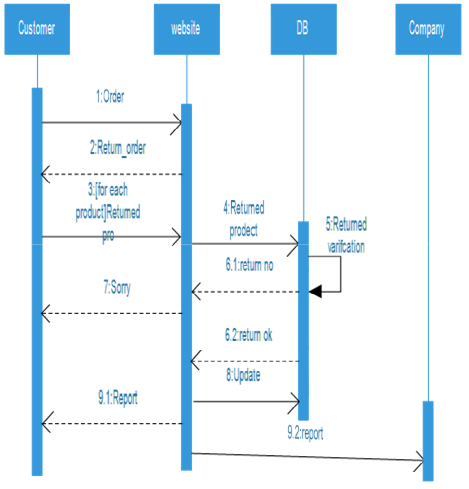 Customer
website
DB
Company
1:Order
2:Return_order
3:[for each
product]Returned
pro
4:Returned
prodect
5:Returned
varifcation
6.1:return no
7:Sorry
6.2:return ok
8:Update
9.1:Report
9.2:report